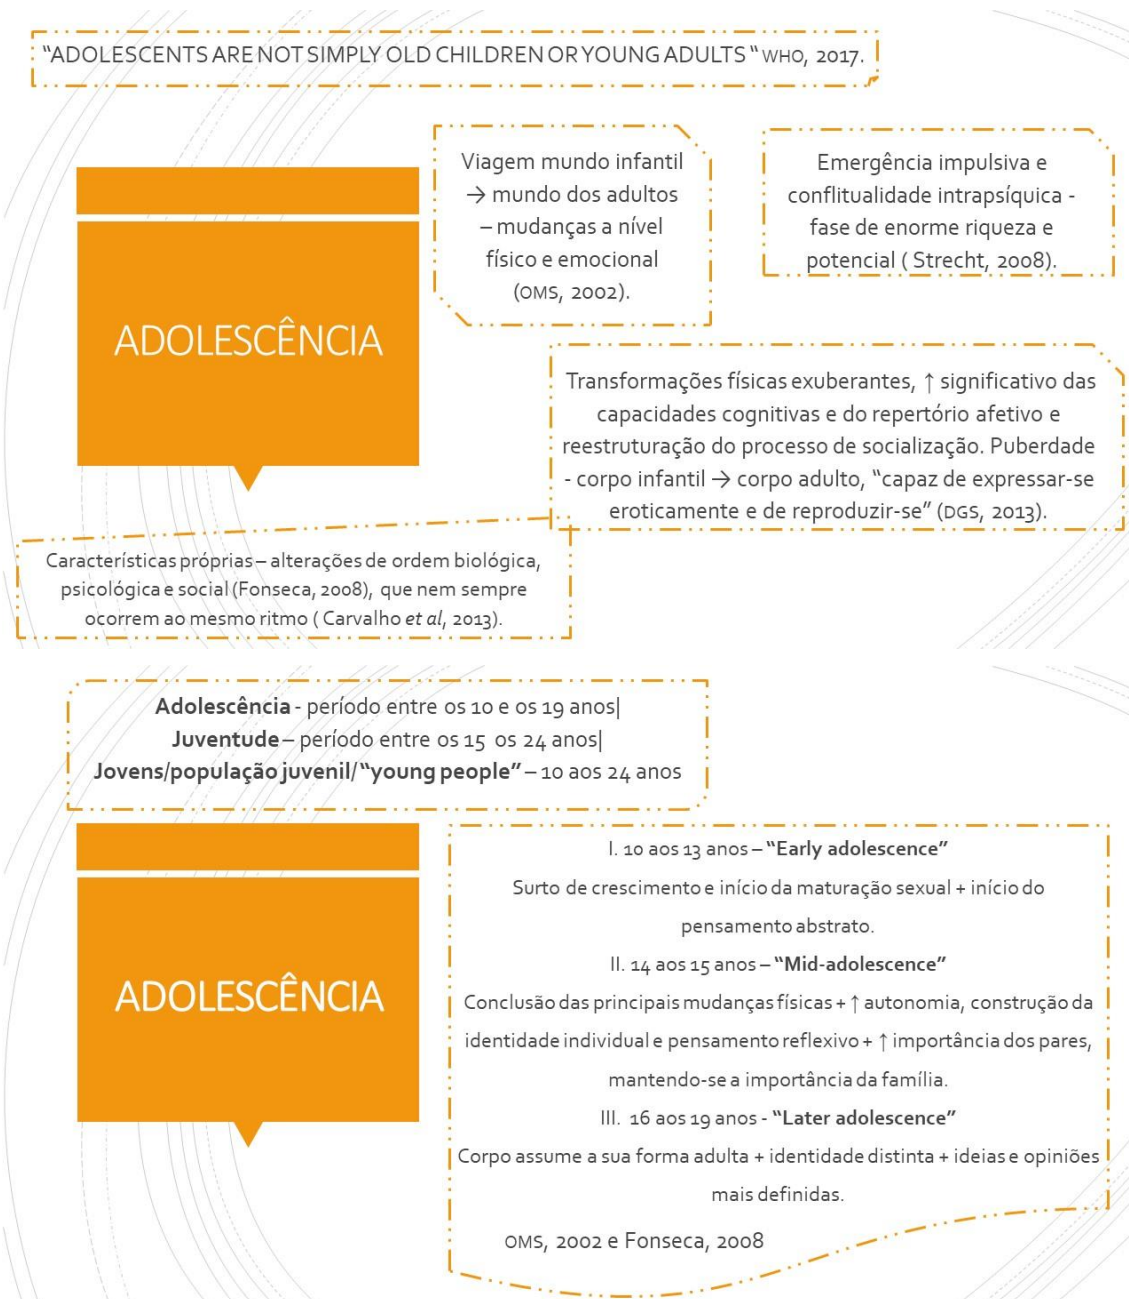 “ADOLESCENTS ARE NOT SIMPLY OLD CHILDREN OR YOUNG ADULTS “ WHO, 2017.
Viagem mundo infantil
→ mundo dos adultos
– mudanças a nível
físico e emocional
(OMS, 2002).
Emergência impulsiva e
conflitualidade intrapsíquica -
fase de enorme riqueza e
potencial ( Strecht, 2008).
ADOLESCÊNCIA
Transformações físicas exuberantes, ↑ significativo das
capacidades cognitivas e do repertório afetivo e
reestruturação do processo de socialização. Puberdade
- corpo infantil → corpo adulto, “capaz de expressar-se
eroticamente e de reproduzir-se” (DGS, 2013).
Características próprias – alterações de ordem biológica,
psicológica e social (Fonseca, 2008), que nem sempre
ocorrem ao mesmo ritmo ( Carvalho et al, 2013).
Adolescência - período entre os 10 e os 19 anos|
Juventude – período entre os 15 os 24 anos|
Jovens/população juvenil/ “young people” – 10 aos 24 anos
ADOLESCÊNCIA
I. 10 aos 13 anos – “Early adolescence”
Surto de crescimento e início da maturação sexual + início do
pensamento abstrato.
II. 14 aos 15 anos – “Mid-adolescence”
Conclusão das principais mudanças físicas + ↑ autonomia, construção da
identidade individual e pensamento reflexivo + ↑ importância dos pares,
mantendo-se a importância da família.
III. 16 aos 19 anos - “Later adolescence”
Corpo assume a sua forma adulta + identidade distinta + ideias e opiniões
mais definidas.
OMS, 2002 e Fonseca, 2008